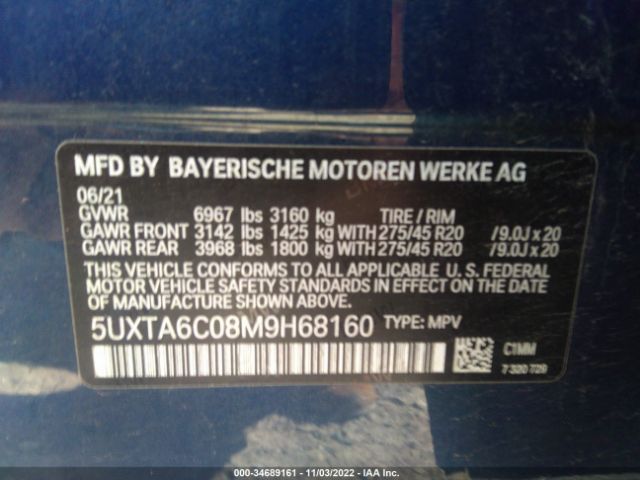 MFD BY BAYERISCHE MOTOREN WERKE AG
06/21
GVWR 6967 lbs 3160 kg TIRE / RIM
GAWR FRONT 3142 lbs 1425 kg WITH 275/45 R20 / 9.0J x 20
GAWR REAR 3968 lbs 1800 kg WITH 275/45 R20 / 9.0J x 20
THIS VEHICLE CONFORMS TO ALL APPLICABLE U. S. FEDERAL
MOTOR VEHICLE SAFETY STANDARDS IN EFFECT ON THE
DATE OF MANUFACTURE SHOWN ABOVE.
5UXTA6C08M9H68160 TYPE: MPV
C1MM
7 320 729
000-34689161 - 11/03/2022 - IAA Inc.